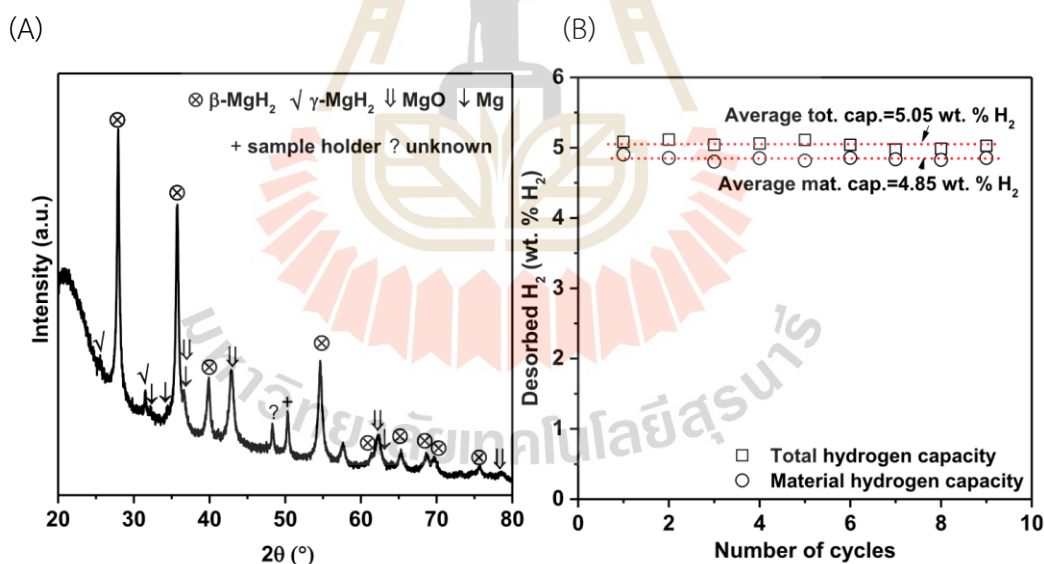 (A)
⊗ β-MgH₂ √ γ-MgH₂ ⇓ MgO ↓ Mg
+ sample holder ? unknown
Intensity (a.u.)
? +
20 30 40 50 60 70 80
2θ (°)
(B)
6
5
4
3
2
1
0
Desorbed H₂ (wt. % H₂)
Average tot. cap.=5.05 wt. % H₂
Average mat. cap.=4.85 wt. % H₂
□ Total hydrogen capacity
○ Material hydrogen capacity
0 2 4 6 8 10
Number of cycles
มหาวิทยาลัยเทคโนโลยีสุรนารี